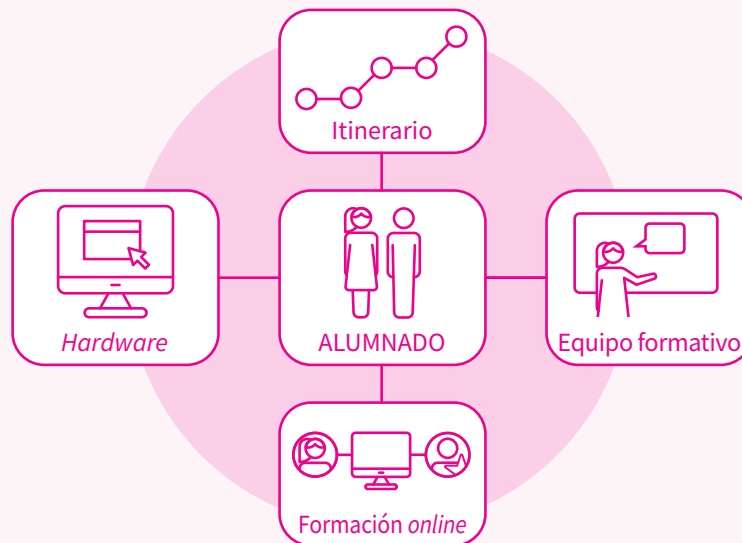 Itinerario
Hardware
ALUMNADO
Equipo formativo
Formación online